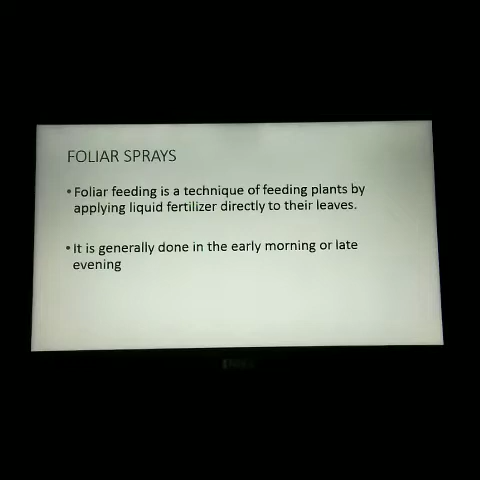 FOLIAR SPRAYS
• Foliar feeding is a technique of feeding plants by
applying liquid fertilizer directly to their leaves.
• It is generally done in the early morning or late
evening